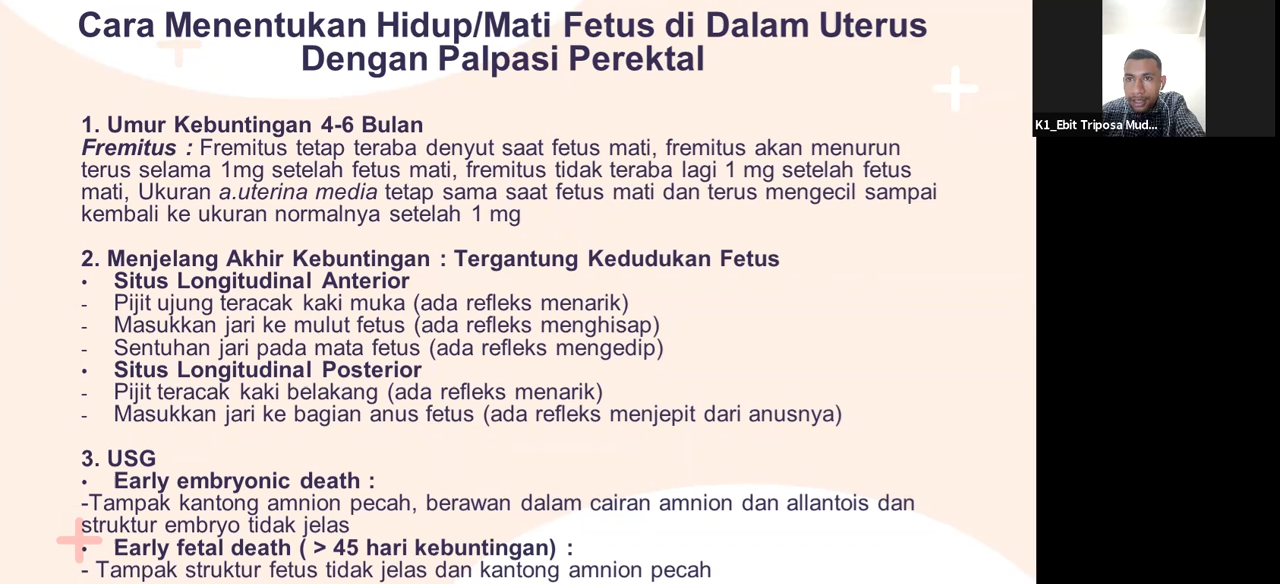 Cara Menentukan Hidup/Mati Fetus di Dalam Uterus
Dengan Palpasi Perektal
1. Umur Kebuntingan 4-6 Bulan
Fremitus : Fremitus tetap teraba denyut saat fetus mati, fremitus akan menurun
terus selama 1mg setelah fetus mati, fremitus tidak teraba lagi 1 mg setelah fetus
mati, Ukuran a.uterina media tetap sama saat fetus mati dan terus mengecil sampai
kembali ke ukuran normalnya setelah 1 mg
2. Menjelang Akhir Kebuntingan : Tergantung Kedudukan Fetus
• Situs Longitudinal Anterior
- Pijit ujung teracak kaki muka (ada refleks menarik)
- Masukkan jari ke mulut fetus (ada refleks menghisap)
- Sentuhan jari pada mata fetus (ada refleks mengedip)
• Situs Longitudinal Posterior
- Pijit teracak kaki belakang (ada refleks menarik)
- Masukkan jari ke bagian anus fetus (ada refleks menjepit dari anusnya)
3. USG
• Early embryonic death :
-Tampak kantong amnion pecah, berawan dalam cairan amnion dan allantois dan
struktur embryo tidak jelas
• Early fetal death ( > 45 hari kebuntingan) :
- Tampak struktur fetus tidak jelas dan kantong amnion pecah
K1_Ebit Triposa Mud...